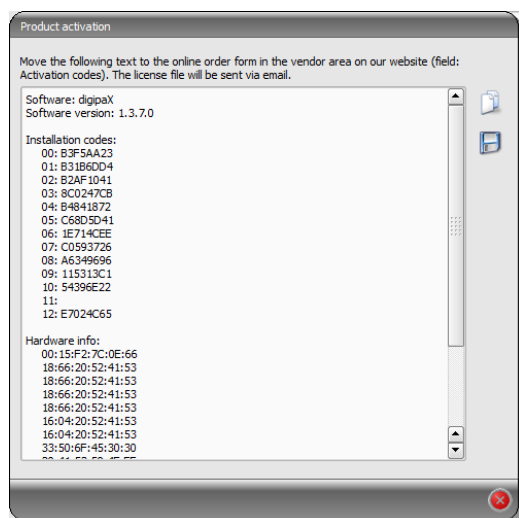 Product activation
Move the following text to the online order form in the vendor area on our website (field:
Activation codes). The license file will be sent via email.
Software: digipaX
Software version: 1.3.7.0
Installation codes:
00: B3F5AA23
01: B31B6DD4
02: B2AF1041
03: 8C0247CB
04: B4841872
05: C68D5D41
06: 1E714CEE
07: C0593726
08: A6349696
09: 115313C1
10: 54396E22
11:
12: E7024C65
Hardware info:
00:15:F2:7C:0E:66
18:66:20:52:41:53
18:66:20:52:41:53
18:66:20:52:41:53
18:66:20:52:41:53
16:04:20:52:41:53
16:04:20:52:41:53
33:50:6F:45:30:30